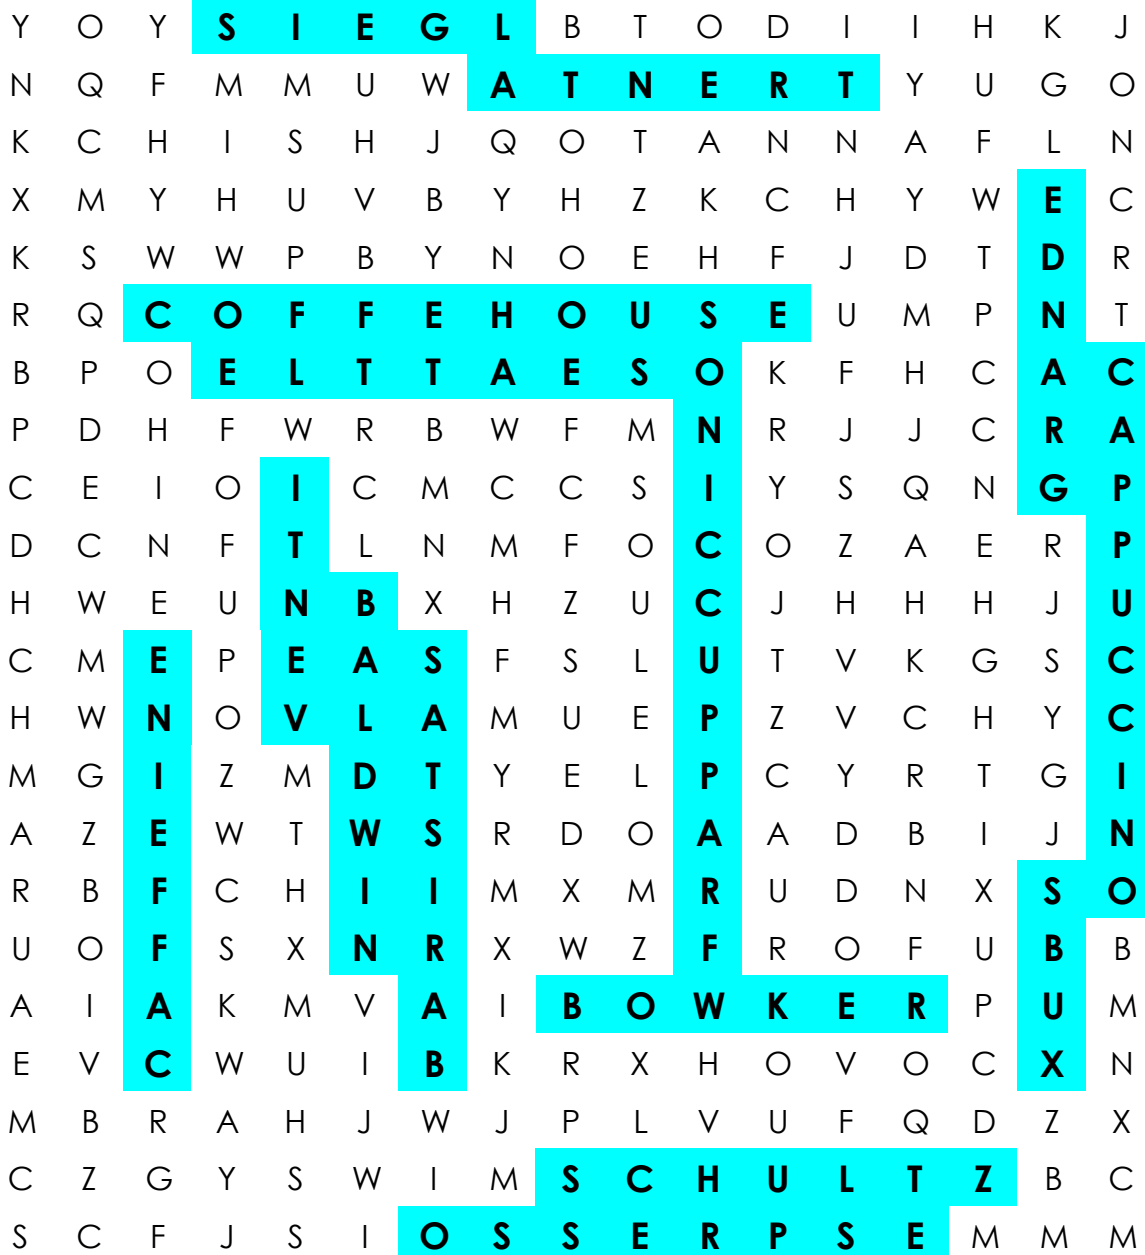 Y O Y S I E G L B T O D I I H K J
N Q F M M U W A T N E R T Y U G O
K C H I S H J Q O T A N N A F L N
X M Y H U V B Y H Z K C H Y W E C
K S W W P B Y N O E H F J D T D R
R Q C O F F E H O U S E U M P N T
B P O E L T T A E S O K F H C A C
P D H F W R B W F M N R J J C R A
C E I O I C M C C S I Y S Q N G P
D C N F T L N M F O C O Z A E R P
H W E U N B X H Z U C J H H H J U
C M E P E A S F S L U T V K G S C
H W N O V L A M U E P Z V C H Y C
M G I Z M D T Y E L P C Y R T G I
A Z E W T W S R D O A A D B I J N
R B F C H I I M X M R U D N X S O
U O F S X N R X W Z F R O F U B B
A I A K M V A I B O W K E R P U M
E V C W U I B K R X H O V O C X N
M B R A H J W J P L V U F Q D Z X
C Z G Y S W I M S C H U L T Z B C
S C F J S I O S S E R P S E M M M